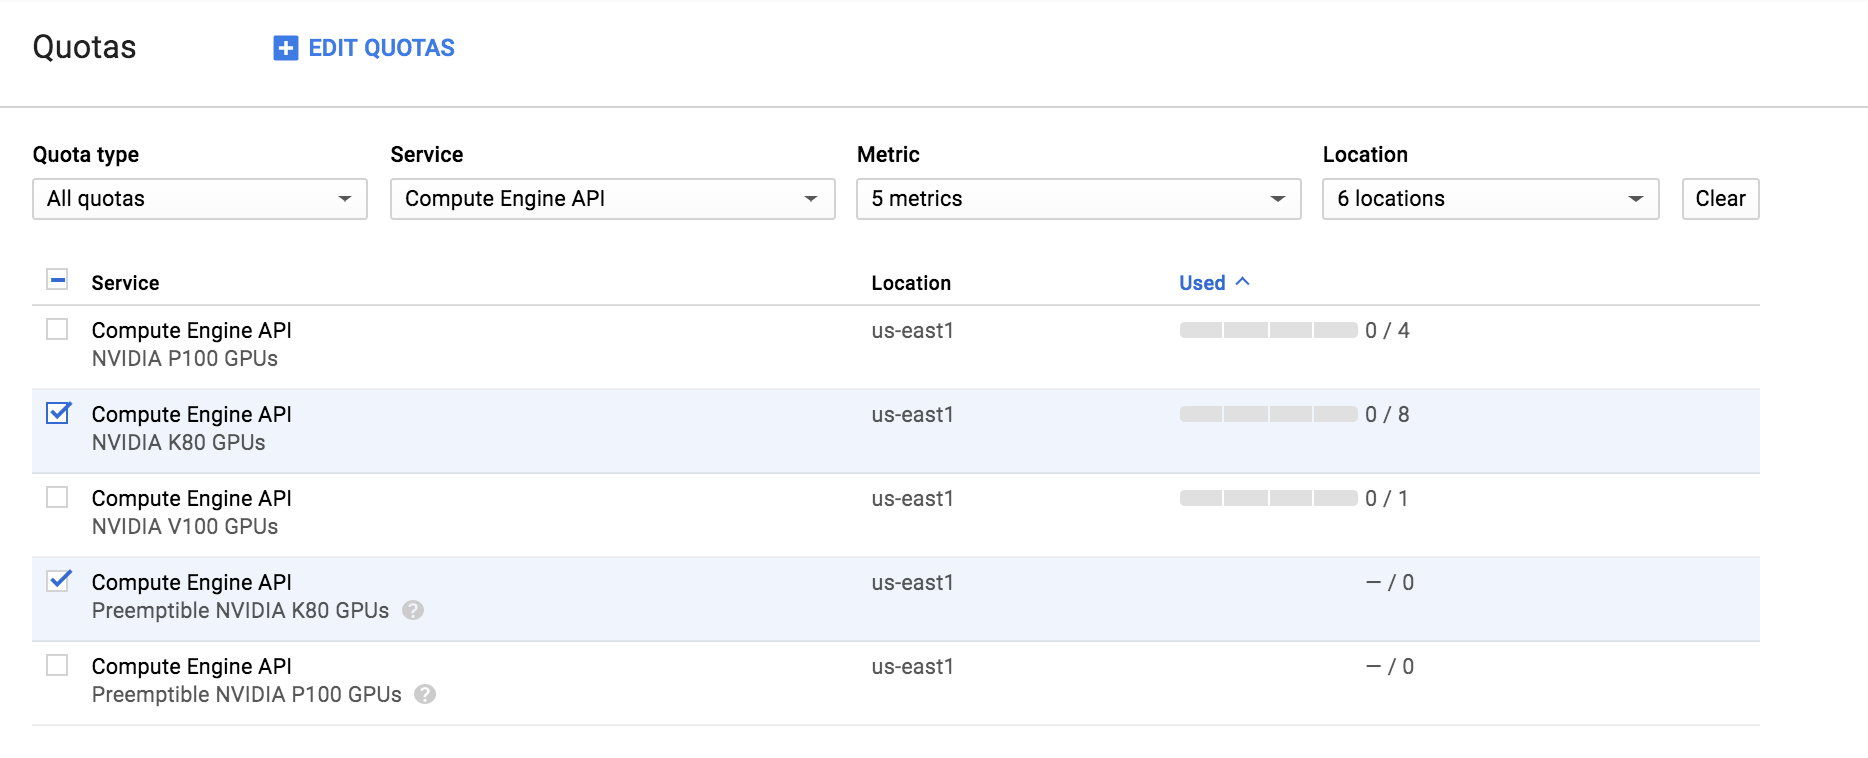 Quotas EDIT QUOTAS
Quota type Service Metric Location
All quotas Compute Engine API 5 metrics 6 locations Clear
Service Location Used
Compute Engine API us-east1 0 / 4
NVIDIA P100 GPUs
Compute Engine API us-east1 0 / 8
NVIDIA K80 GPUs
Compute Engine API us-east1 0 / 1
NVIDIA V100 GPUs
Compute Engine API us-east1 — / 0
Preemptible NVIDIA K80 GPUs ?
Compute Engine API us-east1 — / 0
Preemptible NVIDIA P100 GPUs ?